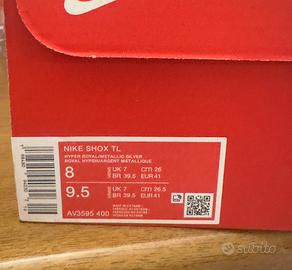 NIKE SHOX TL
HYPER ROYAL/METALLIC SILVER
ROYAL HYPER/ARGENT METALLIQUE
8 UK 7 cm 26
BR 39.5 EUR 41
9.5 UK 7 cm 26.5
BR 39.5 EUR 41
AV3595 400
subito